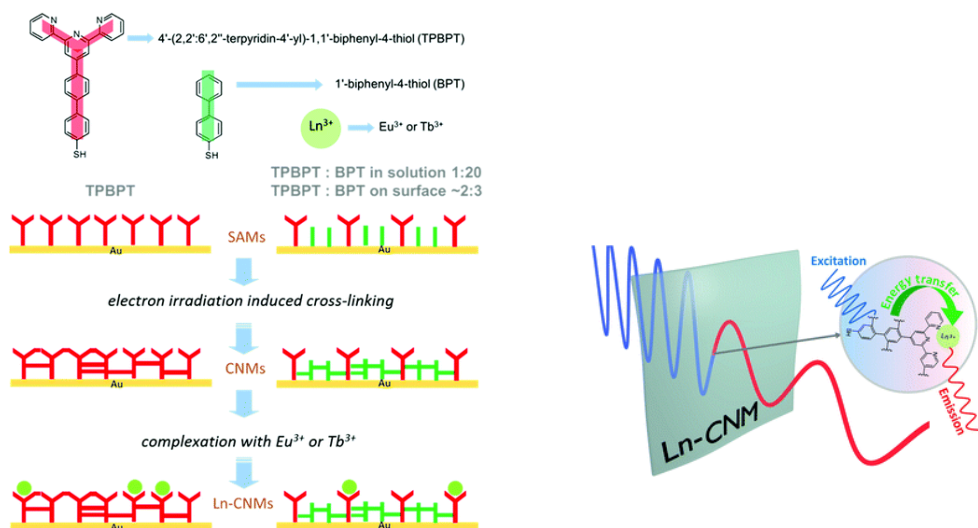 N
N
N
4'-(2,2':6',2''-terpyridin-4'-yl)-1,1'-biphenyl-4-thiol (TPBPT)
1'-biphenyl-4-thiol (BPT)
Ln³⁺
Eu³⁺ or Tb³⁺
SH
SH
TPBPT
TPBPT : BPT in solution 1:20
TPBPT : BPT on surface ~2:3
Au
SAMs
Au
electron irradiation induced cross-linking
Au
CNMs
Au
complexation with Eu³⁺ or Tb³⁺
Au
Ln-CNMs
Au
Ln-CNM
Excitation
Energy transfer
Ln³⁺
Emission